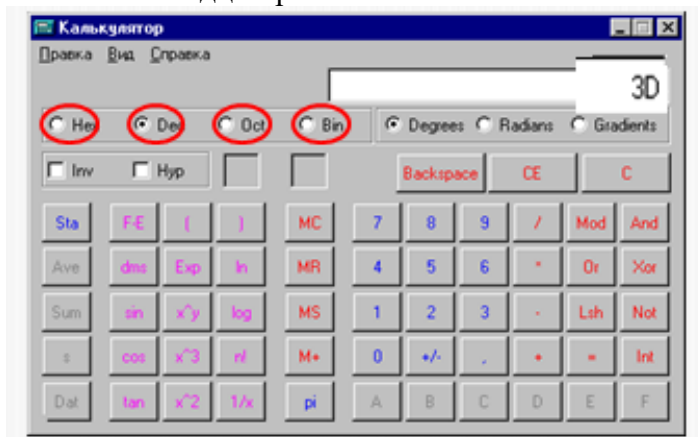 Калькулятор
Правка Вид Справка
3D
Hex Dec Oct Bin Degrees Radians Gradients
Inv Hyp Backspace CE C
Sta F-E ( ) MC 7 8 9 / Mod And
Ave dms Exp ln MR 4 5 6 * Or Xor
Sum sin x^y log MS 1 2 3 - Lsh Not
s cos x^3 n! M+ 0 +/- , + = Int
Dat tan x^2 1/x pi A B C D E F